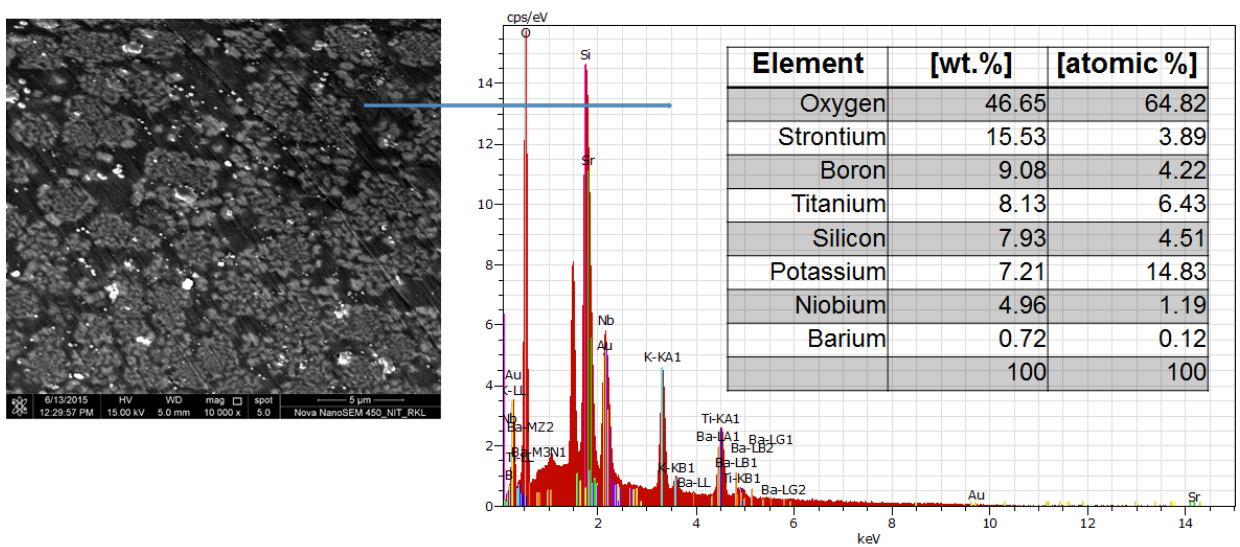 6/13/2015 HV WD mag spot 5 µm
12:29:57 PM 15.00 kV 5.0 mm 10 000 x 5.0 Nova NanoSEM 450_NIT_RKL
cps/eV
O
Si
Sr
Nb
Au
K-KA1
Au
K-LL
Nb
Ba-MZ2
Ba-M3N1
B
K-KB1
Ba-LL
Ti-KA1
Ba-LA1
Ba-LG1
Ba-LB2
Ba-LB1
Ti-KB1
Ba-LG2
Au
Sr
14
12
10
8
6
4
2
0
2 4 6 8 10 12 14
keV
Element [wt.%] [atomic %]
Oxygen 46.65 64.82
Strontium 15.53 3.89
Boron 9.08 4.22
Titanium 8.13 6.43
Silicon 7.93 4.51
Potassium 7.21 14.83
Niobium 4.96 1.19
Barium 0.72 0.12
100 100